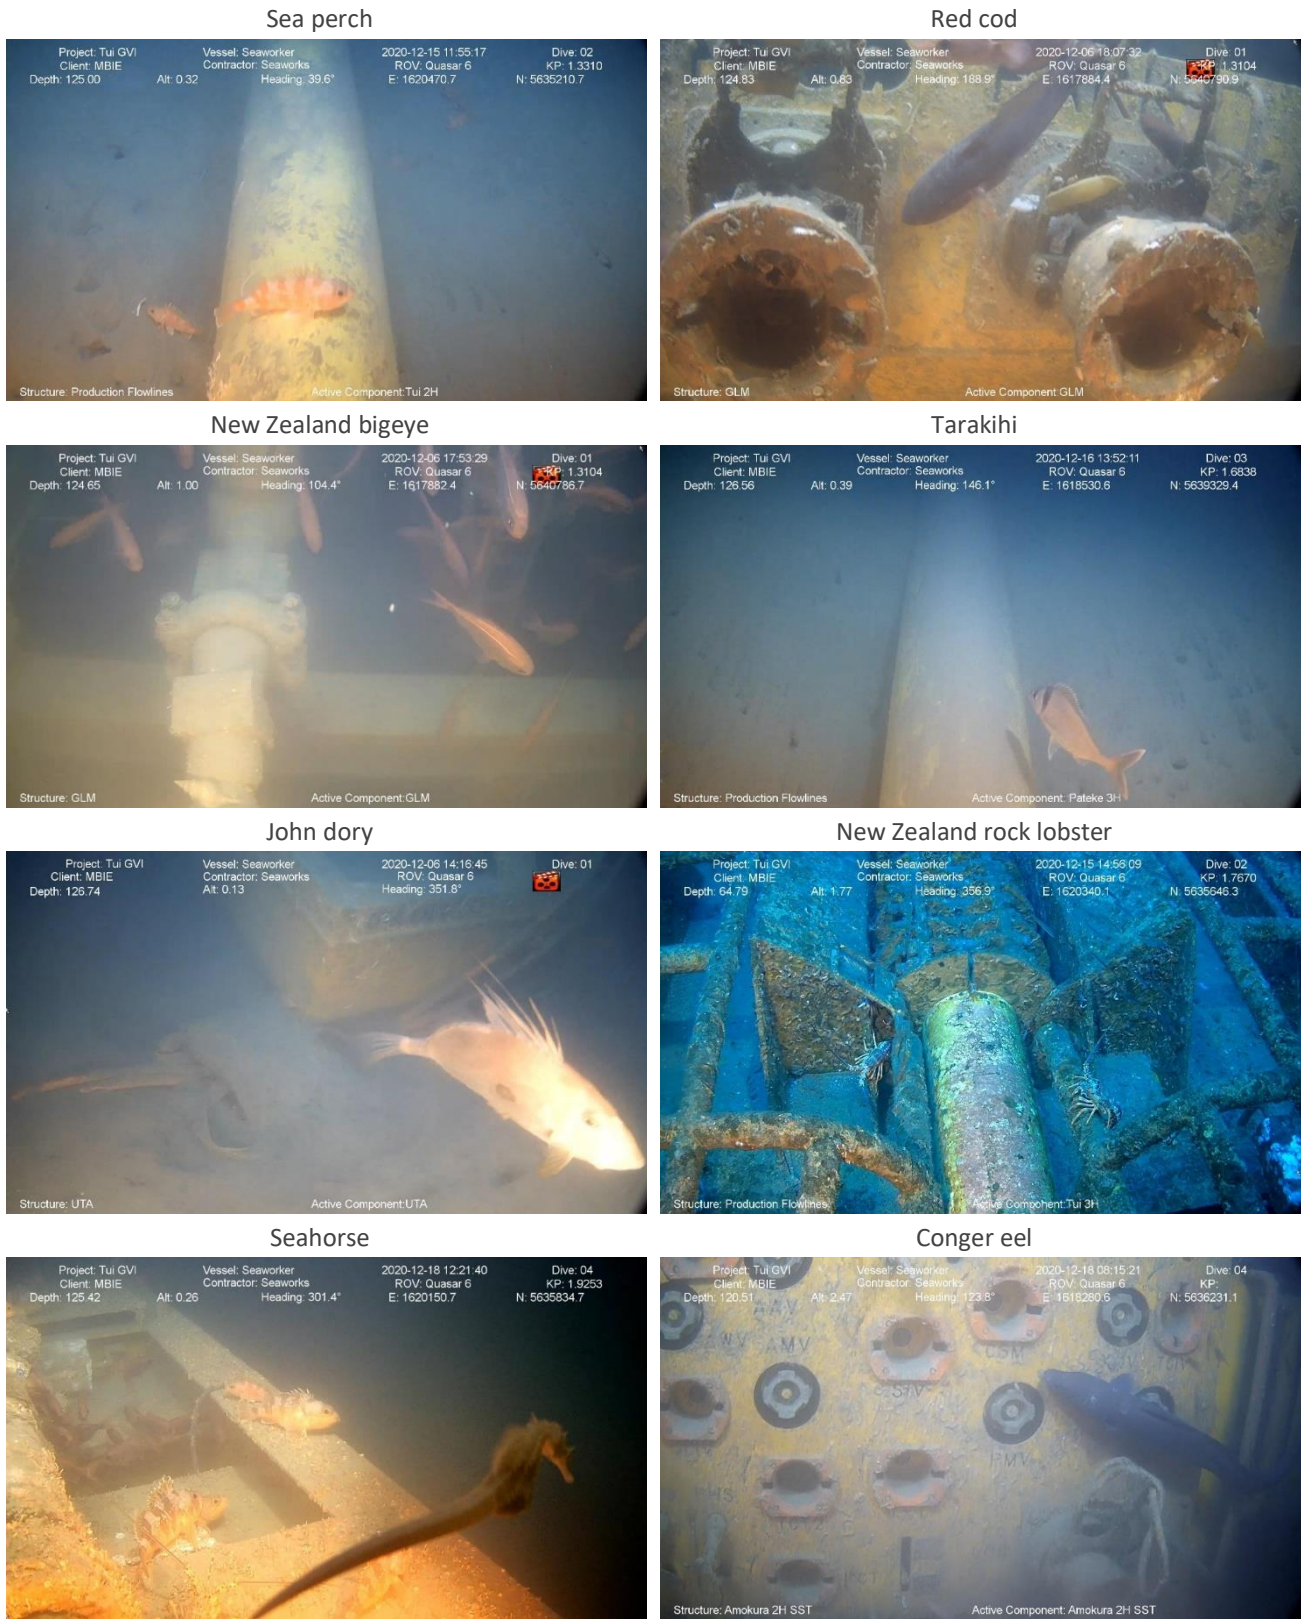 Sea perch
Project: Tui GVI Vessel: Seaworker 2020-12-15 11:55:17 Dive: 02
Client: MBIE Contractor: Seaworks ROV: Quasar 6 KP: 1.3310
Depth: 125.00 Alt: 0.32 Heading: 39.6° E: 1620470.7 N: 5635210.7
Structure: Production Flowlines Active Component:Tui 2H
Red cod
Project: Tui GVI Vessel: Seaworker 2020-12-06 18:07:32 Dive: 01
Client: MBIE Contractor: Seaworks ROV: Quasar 6 KP: 1.3104
Depth: 124.83 Alt: 0.83 Heading: 188.9° E: 1617884.4 N: 5640790.9
Structure: GLM Active Component:GLM
New Zealand bigeye
Project: Tui GVI Vessel: Seaworker 2020-12-06 17:53:29 Dive: 01
Client: MBIE Contractor: Seaworks ROV: Quasar 6 KP: 1.3104
Depth: 124.65 Alt: 1.00 Heading: 104.4° E: 1617882.4 N: 5640786.7
Structure: GLM Active Component:GLM
Tarakihi
Project: Tui GVI Vessel: Seaworker 2020-12-16 13:52:11 Dive: 03
Client: MBIE Contractor: Seaworks ROV: Quasar 6 KP: 1.6838
Depth: 126.56 Alt: 0.39 Heading: 146.1° E: 1618530.6 N: 5639329.4
Structure: Production Flowlines Active Component: Pateke 3H
John dory
Project: Tui GVI Vessel: Seaworker 2020-12-06 14:16:45 Dive: 01
Client: MBIE Contractor: Seaworks ROV: Quasar 6
Depth: 126.74 Alt: 0.13 Heading: 351.8°
Structure: UTA Active Component:UTA
New Zealand rock lobster
Project: Tui GVI Vessel: Seaworker 2020-12-15 14:56:09 Dive: 02
Client: MBIE Contractor: Seaworks ROV: Quasar 6 KP: 1.7670
Depth: 64.79 Alt: 1.77 Heading: 356.9° E: 1620340.1 N: 5635646.3
Structure: Production Flowlines Active Component:Tui 3H
Seahorse
Project: Tui GVI Vessel: Seaworker 2020-12-18 12:21:40 Dive: 04
Client: MBIE Contractor: Seaworks ROV: Quasar 6 KP: 1.9253
Depth: 125.42 Alt: 0.26 Heading: 301.4° E: 1620150.7 N: 5635834.7
Conger eel
Project: Tui GVI Vessel: Seaworker 2020-12-18 08:15:21 Dive: 04
Client: MBIE Contractor: Seaworks ROV: Quasar 6 KP:
Depth: 120.51 Alt: 2.47 Heading: 123.8° E: 1618280.6 N: 5636231.1
AAV
AWV AMV CSM
PMV
Structure: Amokura 2H SST Active Component: Amokura 2H SST